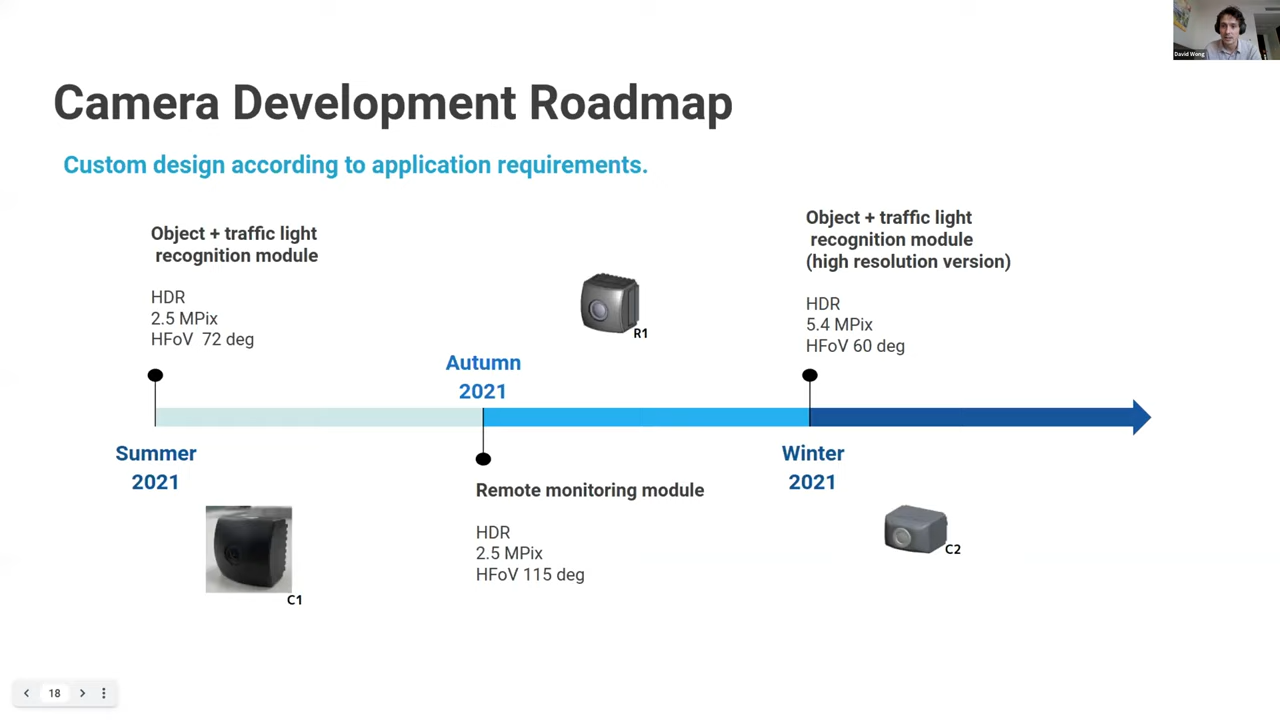 David Wong
Camera Development Roadmap
Custom design according to application requirements.
Object + traffic light
recognition module
HDR
2.5 MPix
HFoV 72 deg
Summer
2021
C1
Autumn
2021
R1
Remote monitoring module
HDR
2.5 MPix
HFoV 115 deg
Object + traffic light
recognition module
(high resolution version)
HDR
5.4 MPix
HFoV 60 deg
Winter
2021
C2
18